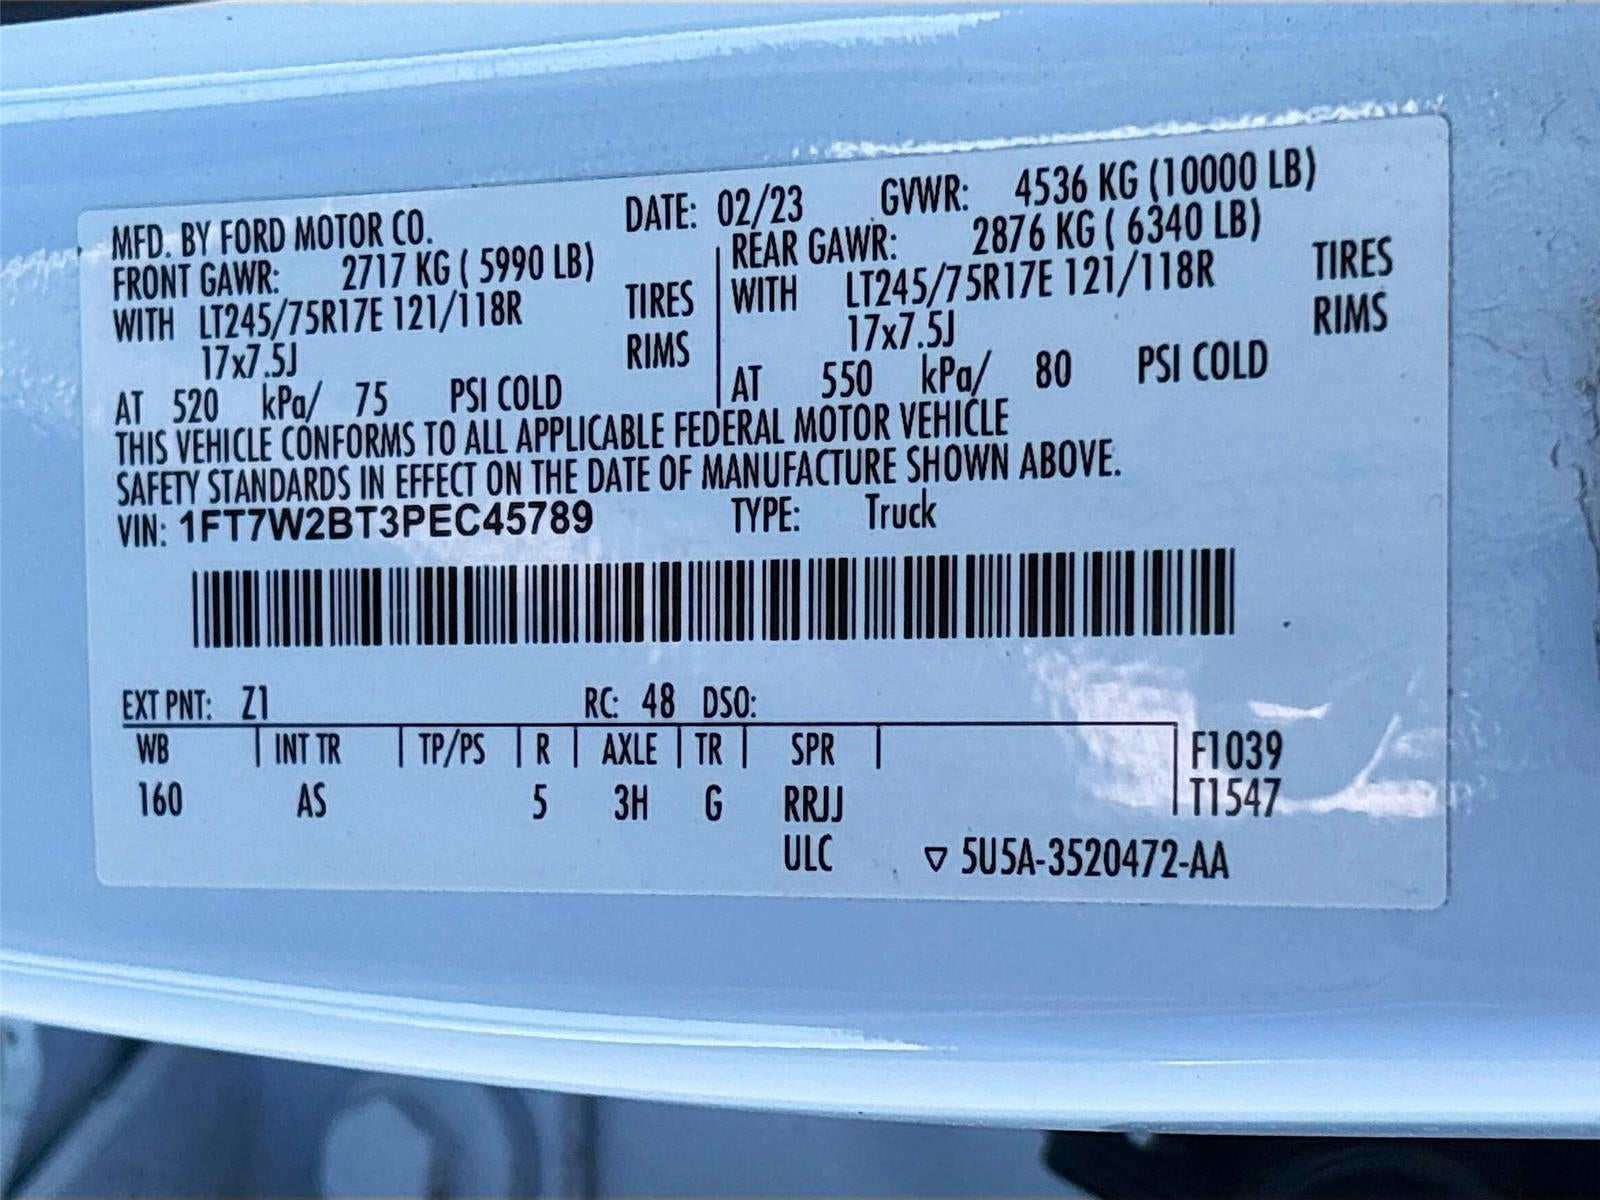 MFD. BY FORD MOTOR CO. DATE: 02/23 GVWR: 4536 KG (10000 LB)
FRONT GAWR: 2717 KG ( 5990 LB) REAR GAWR: 2876 KG ( 6340 LB)
WITH LT245/75R17E 121/118R TIRES WITH LT245/75R17E 121/118R TIRES
17x7.5J RIMS 17x7.5J RIMS
AT 520 kPa/ 75 PSI COLD AT 550 kPa/ 80 PSI COLD
THIS VEHICLE CONFORMS TO ALL APPLICABLE FEDERAL MOTOR VEHICLE
SAFETY STANDARDS IN EFFECT ON THE DATE OF MANUFACTURE SHOWN ABOVE.
VIN: 1FT7W2BT3PEC45789 TYPE: Truck
EXT PNT: Z1 RC: 48 DSO:
WB INT TR TP/PS R AXLE TR SPR F1039
160 AS 5 3H G RRJJ T1547
ULC ▽ 5U5A-3520472-AA